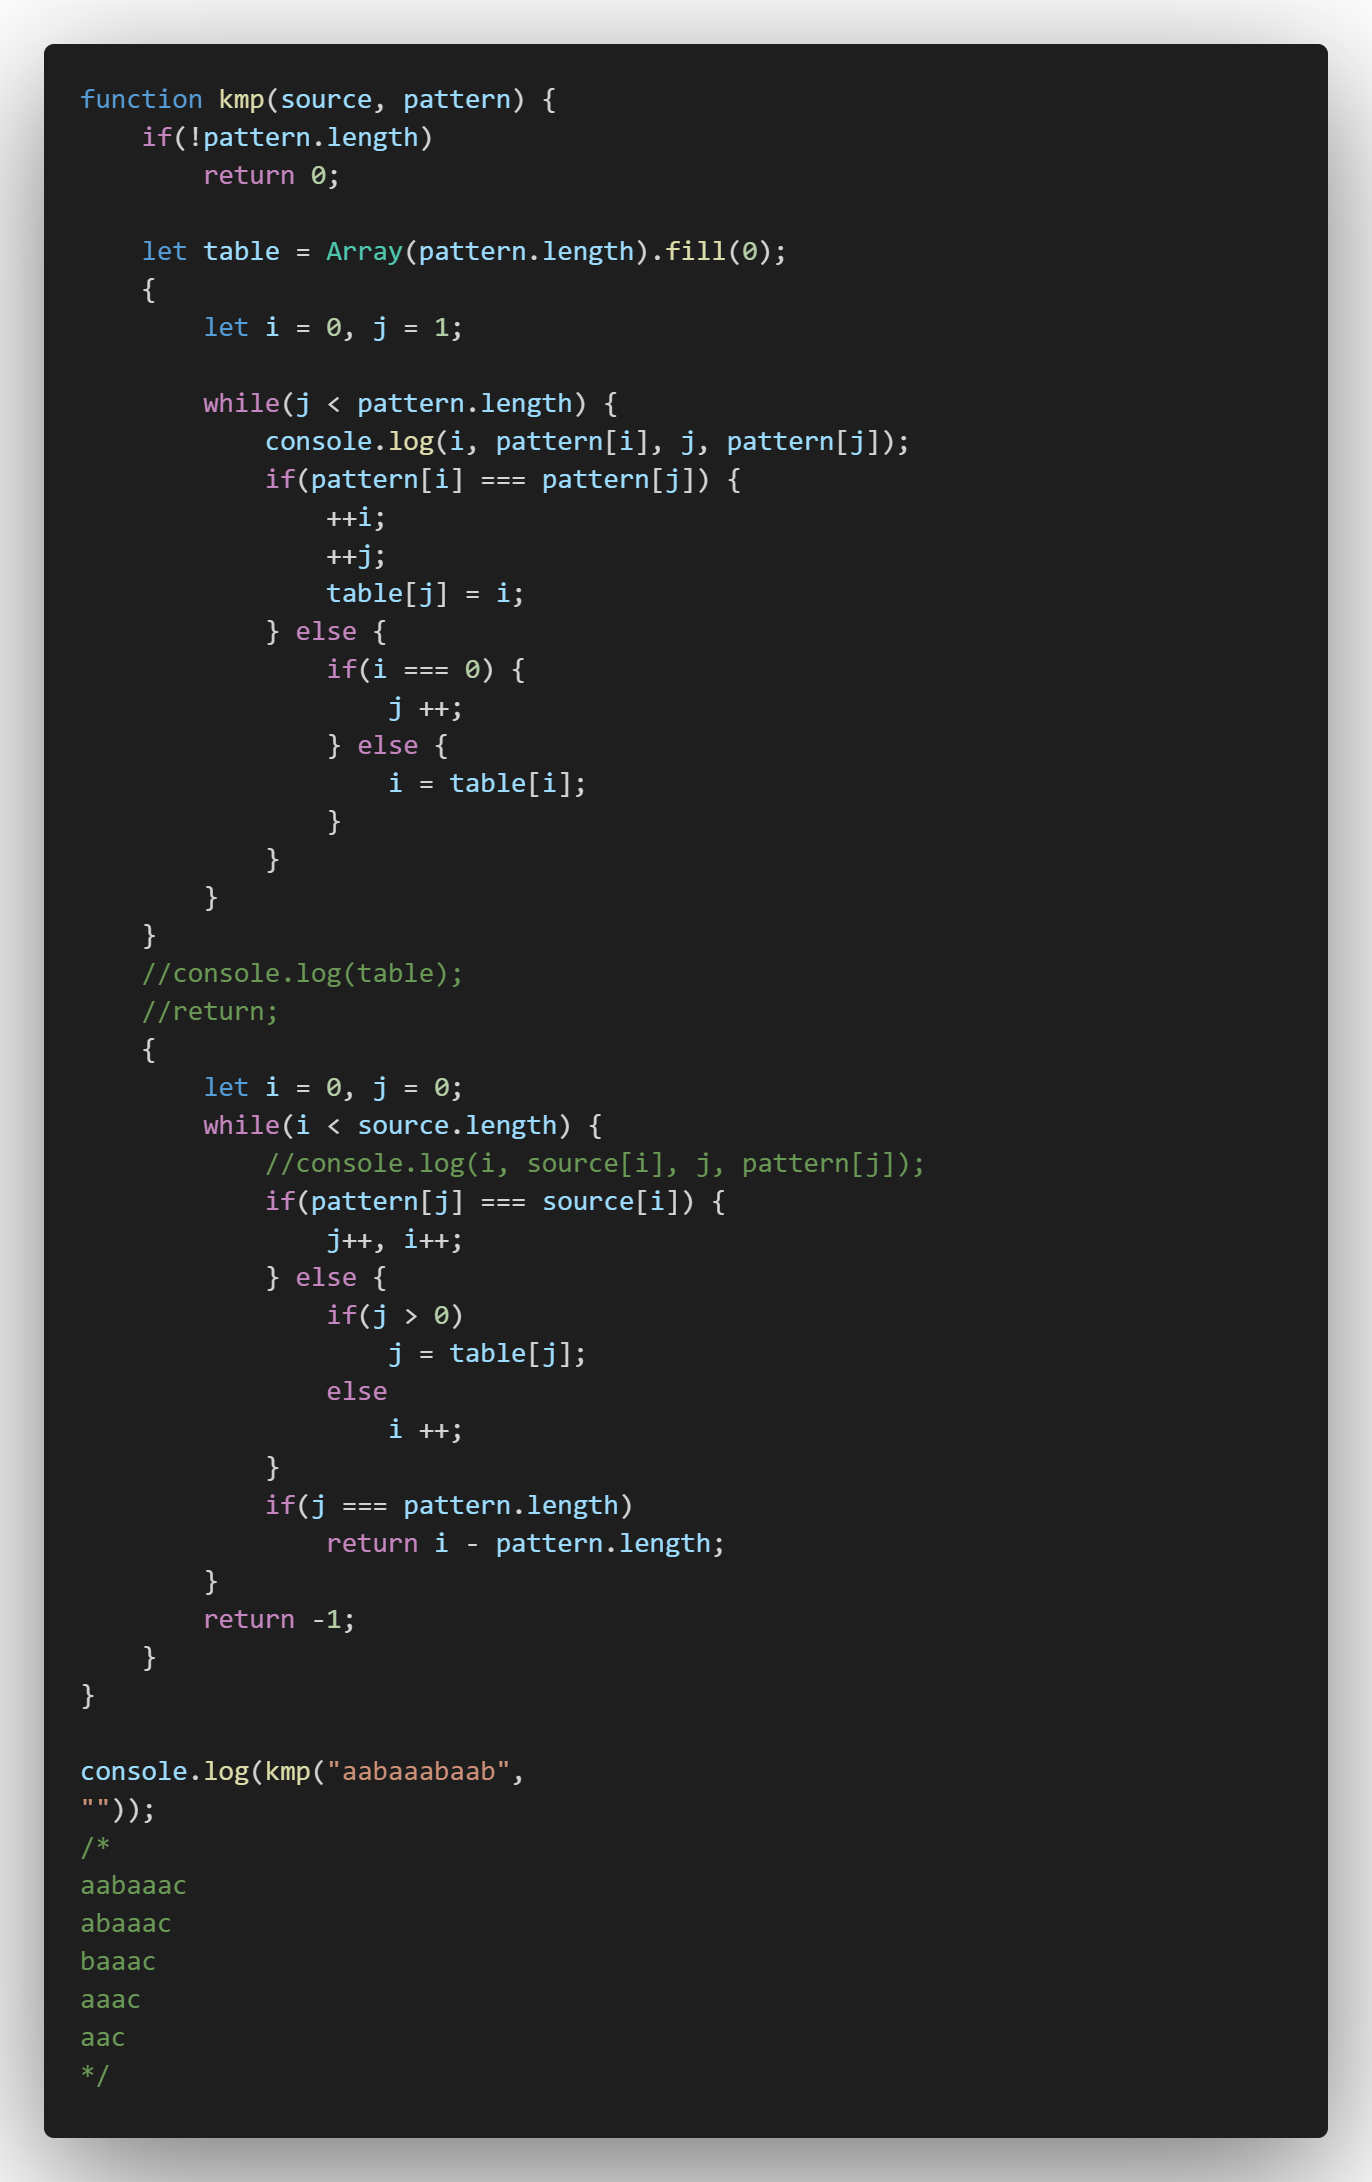 function kmp(source, pattern) {
    if(!pattern.length)
        return 0;

    let table = Array(pattern.length).fill(0);
    {
        let i = 0, j = 1;

        while(j < pattern.length) {
            console.log(i, pattern[i], j, pattern[j]);
            if(pattern[i] === pattern[j]) {
                ++i;
                ++j;
                table[j] = i;
            } else {
                if(i === 0) {
                    j ++;
                } else {
                    i = table[i];
                }
            }
        }
    }
    //console.log(table);
    //return;
    {
        let i = 0, j = 0;
        while(i < source.length) {
            //console.log(i, source[i], j, pattern[j]);
            if(pattern[j] === source[i]) {
                j++, i++;
            } else {
                if(j > 0)
                    j = table[j];
                else
                    i ++;
            }
            if(j === pattern.length)
                return i - pattern.length;
        }
        return -1;
    }
}

console.log(kmp("aabaaabaab",
""));
/*
aabaaac
abaaac
baaac
aaac
aac
*/